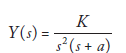 Y(s) = K / s²(s + a)